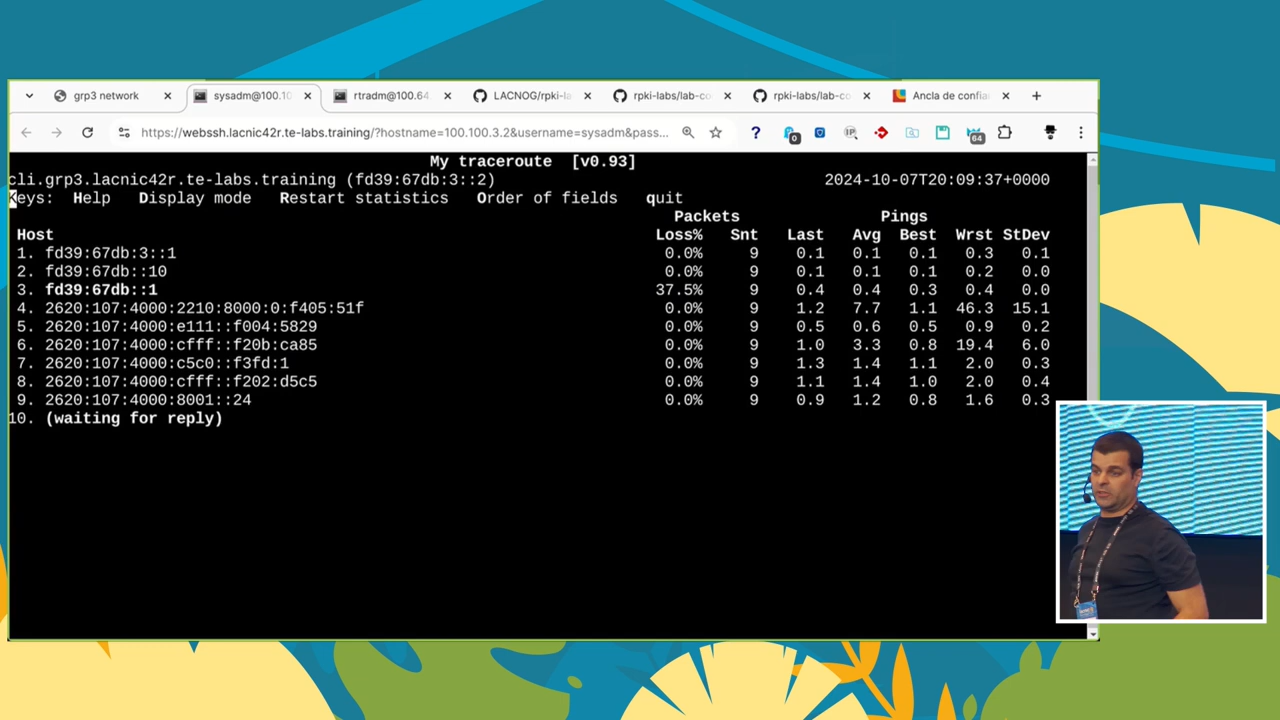 grp3 network
sysadm@100.10
rtradm@100.64.
LACNOG/rpki-la
rpki-labs/lab-co
rpki-labs/lab-co
Ancla de confia
https://webssh.lacnic42r.te-labs.training/?hostname=100.100.3.2&username=sysadm&pass...
0
IP
64
My traceroute [v0.93]
cli.grp3.lacnic42r.te-labs.training (fd39:67db:3::2) 2024-10-07T20:09:37+0000
Keys: Help Display mode Restart statistics Order of fields quit
Packets Pings
Host Loss% Snt Last Avg Best Wrst StDev
1. fd39:67db:3::1 0.0% 9 0.1 0.1 0.1 0.3 0.1
2. fd39:67db::10 0.0% 9 0.1 0.1 0.1 0.2 0.0
3. fd39:67db::1 37.5% 9 0.4 0.4 0.3 0.4 0.0
4. 2620:107:4000:2210:8000:0:f405:51f 0.0% 9 1.2 7.7 1.1 46.3 15.1
5. 2620:107:4000:e111::f004:5829 0.0% 9 0.5 0.6 0.5 0.9 0.2
6. 2620:107:4000:cfff::f20b:ca85 0.0% 9 1.0 3.3 0.8 19.4 6.0
7. 2620:107:4000:c5c0::f3fd:1 0.0% 9 1.3 1.4 1.1 2.0 0.3
8. 2620:107:4000:cfff::f202:d5c5 0.0% 9 1.1 1.4 1.0 2.0 0.4
9. 2620:107:4000:8001::24 0.0% 9 0.9 1.2 0.8 1.6 0.3
10. (waiting for reply)